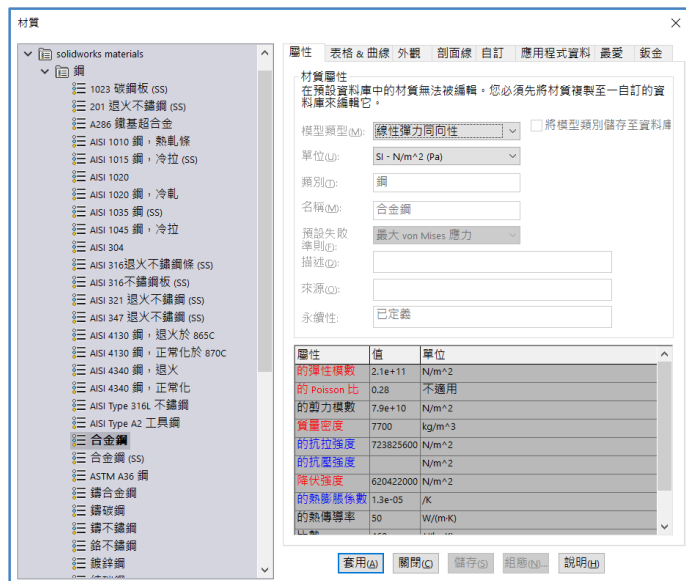 材質
solidworks materials
鋼
1023 碳鋼板 (SS)
201 退火不鏽鋼 (SS)
A286 鐵基超合金
AISI 1010 鋼，熱軋條
AISI 1015 鋼，冷拉 (SS)
AISI 1020
AISI 1020 鋼，冷軋
AISI 1035 鋼 (SS)
AISI 1045 鋼，冷拉
AISI 304
AISI 316退火不鏽鋼條 (SS)
AISI 316不鏽鋼板 (SS)
AISI 321 退火不鏽鋼 (SS)
AISI 347 退火不鏽鋼 (SS)
AISI 4130 鋼，退火於 865C
AISI 4130 鋼，正常化於 870C
AISI 4340 鋼，退火
AISI 4340 鋼，正常化
AISI Type 316L 不鏽鋼
AISI Type A2 工具鋼
合金鋼
合金鋼 (SS)
ASTM A36 鋼
鑄合金鋼
鑄碳鋼
鑄不鏽鋼
鉻不鏽鋼
鍍鋅鋼
屬性 表格 & 曲線 外觀 剖面線 自訂 應用程式資料 最愛 鈑金
材質屬性
在預設資料庫中的材質無法被編輯。您必須先將材質複製至一自訂的資
料庫來編輯它。
模型類型(M): 線性彈力同向性 將模型類別儲存至資料庫
單位(U): SI - N/m^2 (Pa)
類別(T): 鋼
名稱(M): 合金鋼
預設失敗
準則(F): 最大 von Mises 應力
描述(D):
來源(O):
永續性: 已定義
屬性 值 單位
的彈性模數 2.1e+11 N/m^2
的 Poisson 比 0.28 不適用
的剪力模數 7.9e+10 N/m^2
質量密度 7700 kg/m^3
的抗拉強度 723825600 N/m^2
的抗壓強度 N/m^2
降伏強度 620422000 N/m^2
的熱膨脹係數 1.3e-05 /K
的熱傳導率 50 W/(m·K)
套用(A) 關閉(C) 儲存(S) 組態(N)... 說明(H)